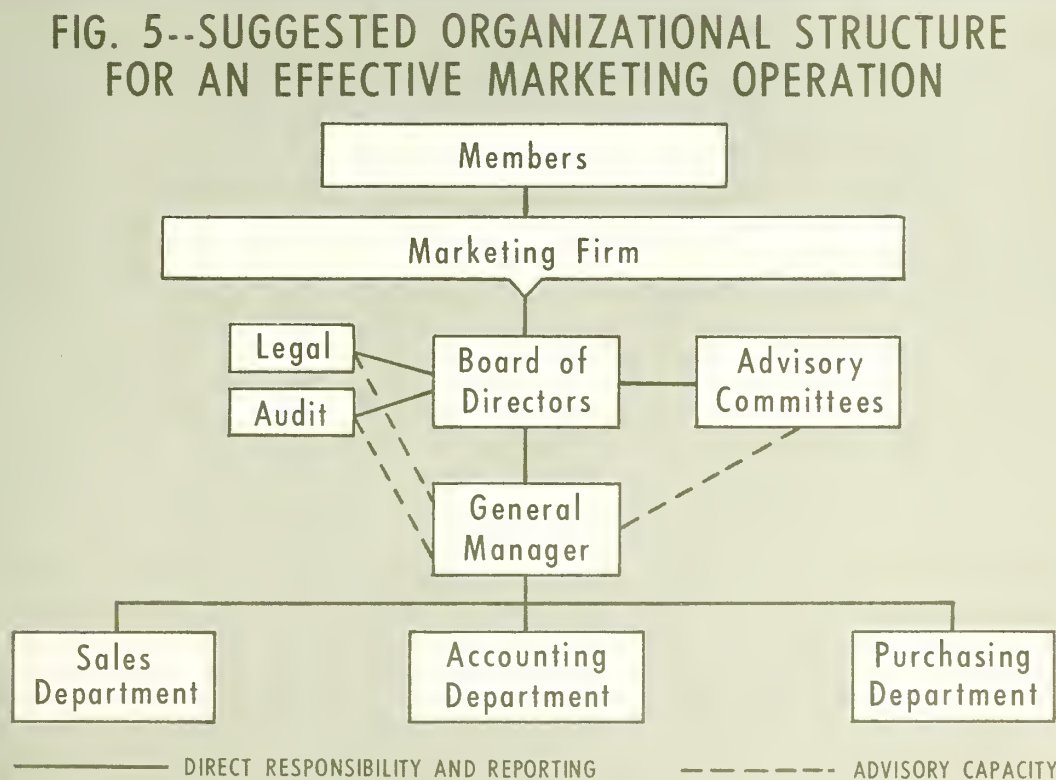 FIG. 5--SUGGESTED ORGANIZATIONAL STRUCTURE
FOR AN EFFECTIVE MARKETING OPERATION
Members
Marketing Firm
Legal
Audit
Board of
Directors
Advisory
Committees
General
Manager
Sales
Department
Accounting
Department
Purchasing
Department
DIRECT RESPONSIBILITY AND REPORTING
ADVISORY CAPACITY